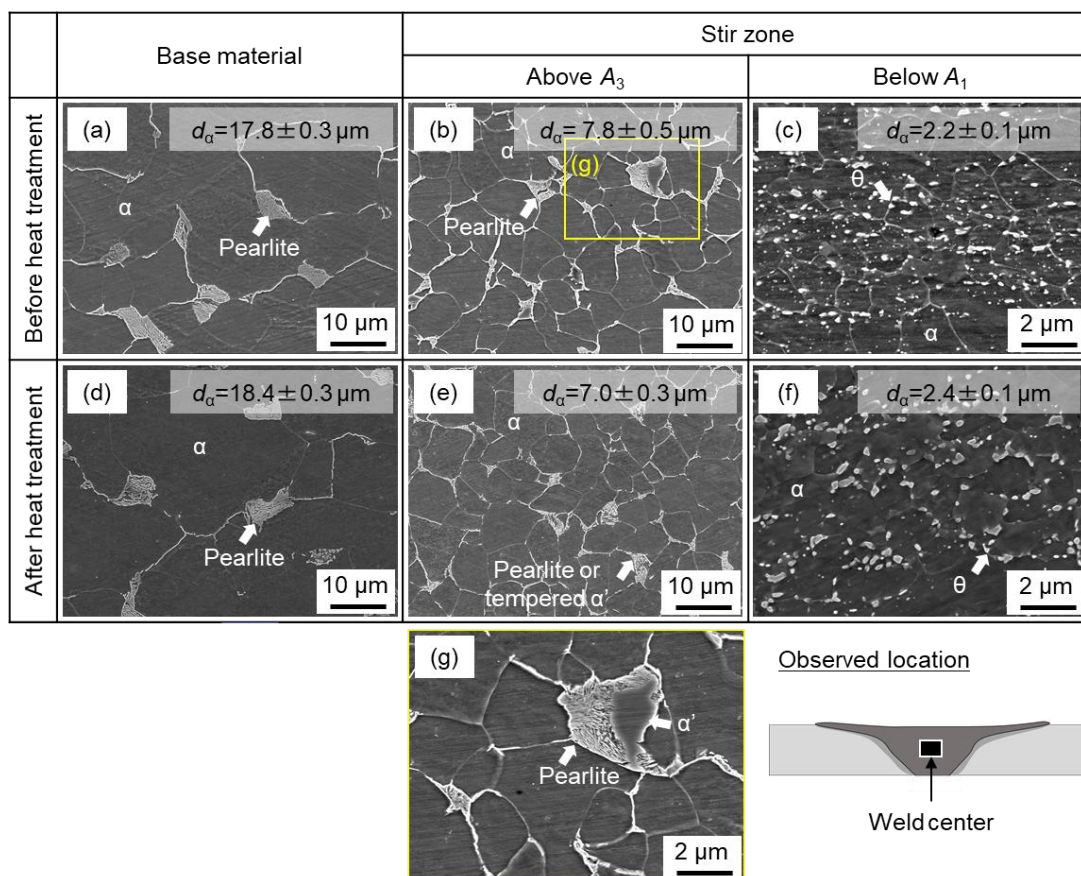 Base material
Stir zone
Above A3
Below A1
Before heat treatment
(a)
dα=17.8±0.3 μm
α
Pearlite
10 μm
(b)
dα= 7.8±0.5 μm
α
(g)
Pearlite
10 μm
(c)
dα=2.2±0.1 μm
θ
α
2 μm
After heat treatment
(d)
dα=18.4±0.3 μm
α
Pearlite
10 μm
(e)
dα=7.0±0.3 μm
α
Pearlite or
tempered α’
10 μm
(f)
dα=2.4±0.1 μm
α
θ
2 μm
(g)
α’
Pearlite
2 μm
Observed location
Weld center